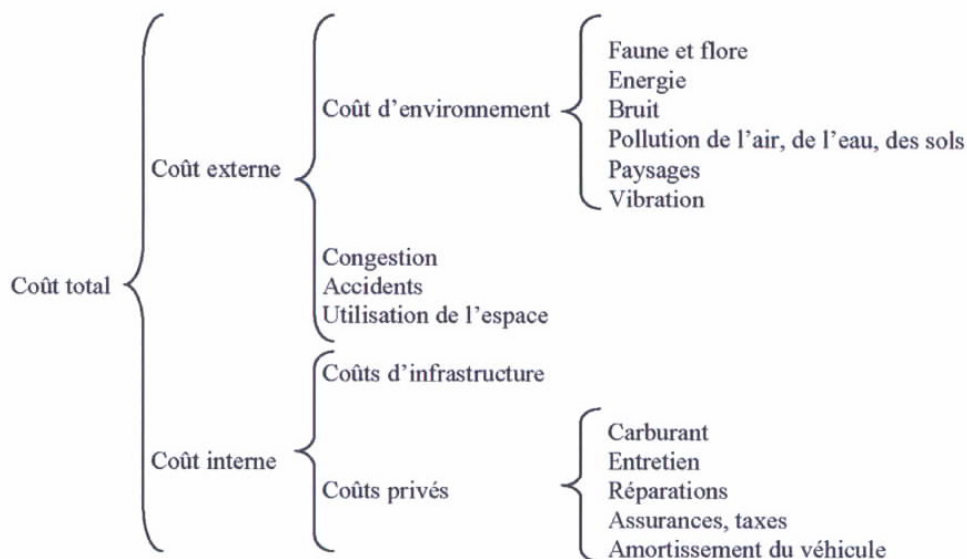 Faune et flore
Energie
Coût d'environnement
Bruit
Pollution de l'air, de l'eau, des sols
Coût externe
Paysages
Vibration
Congestion
Coût total
Accidents
Utilisation de l'espace
Coûts d'infrastructure
Carburant
Coût interne
Entretien
Coûts privés
Réparations
Assurances, taxes
Amortissement du véhicule